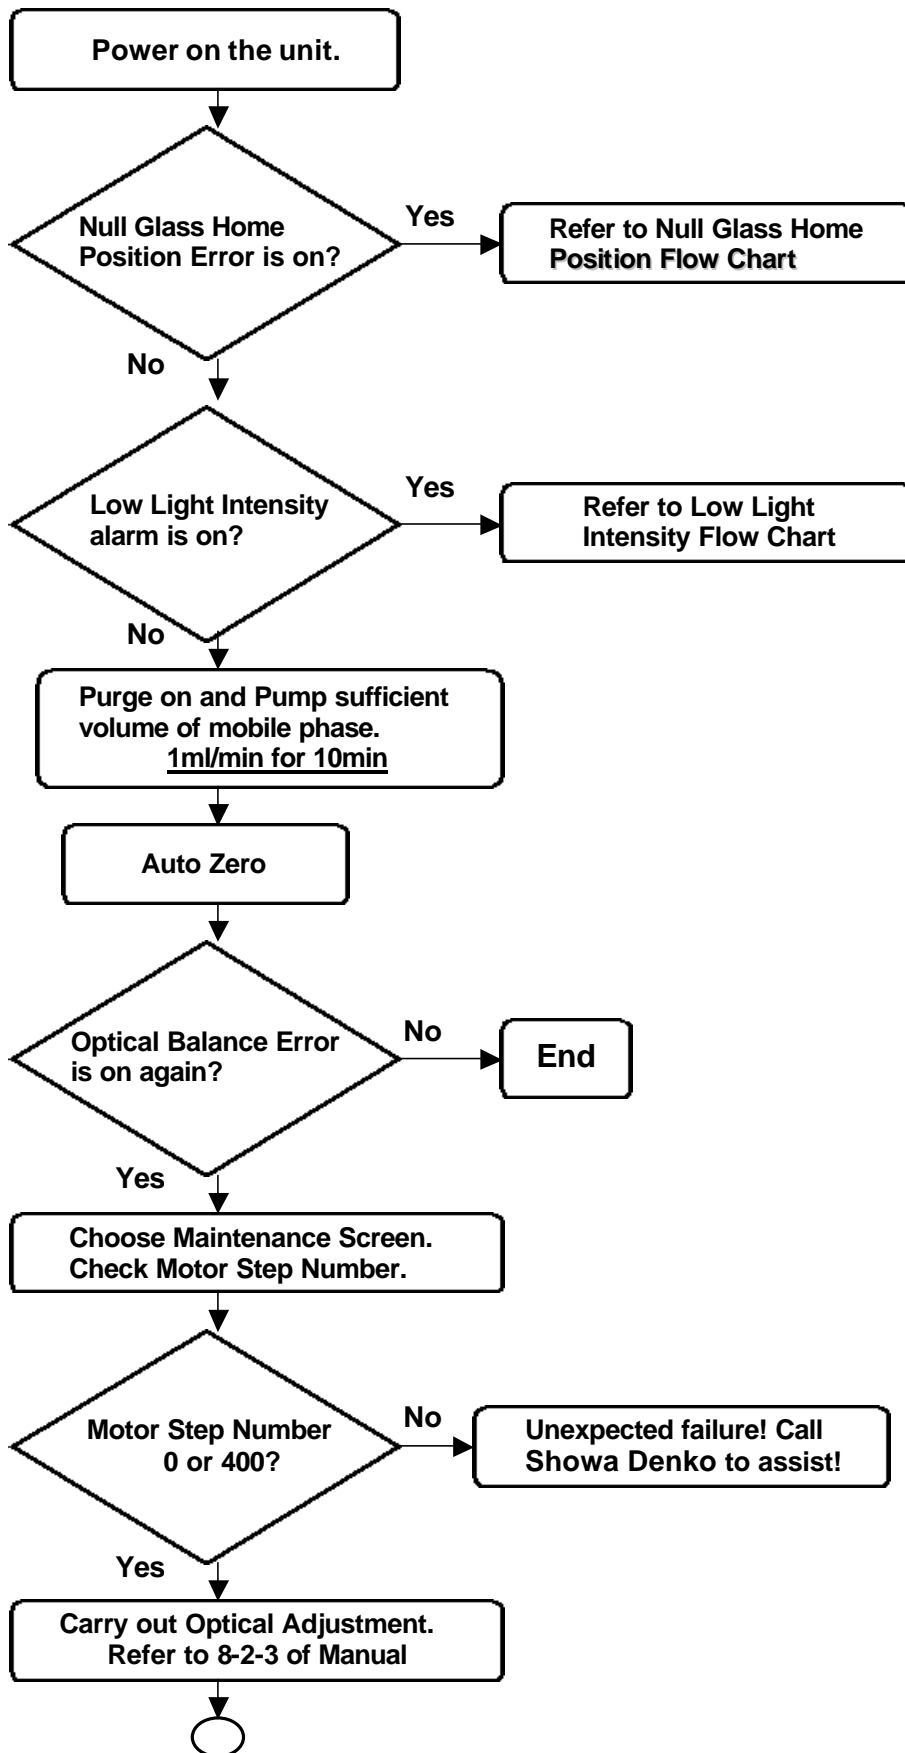 Power on the unit.
Null Glass Home
Position Error is on?
Yes
Refer to Null Glass Home
Position Flow Chart
No
Low Light Intensity
alarm is on?
Yes
Refer to Low Light
Intensity Flow Chart
No
Purge on and Pump sufficient
volume of mobile phase.
1ml/min for 10min
Auto Zero
Optical Balance Error
is on again?
No
End
Yes
Choose Maintenance Screen.
Check Motor Step Number.
Motor Step Number
0 or 400?
No
Unexpected failure! Call
Showa Denko to assist!
Yes
Carry out Optical Adjustment.
Refer to 8-2-3 of Manual